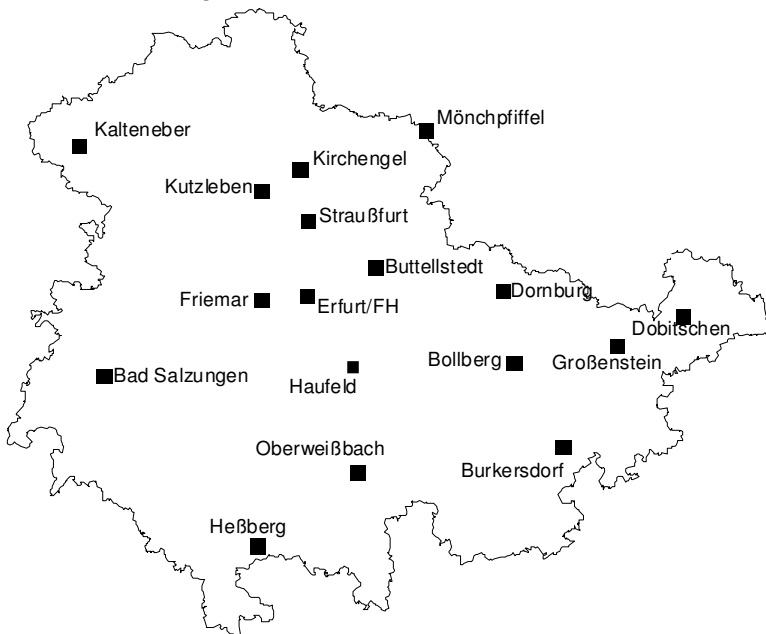 Mönchpfiffel
Kalteneber
Kirchengel
Kutzleben
Straußfurt
Buttellstedt
Dornburg
Friemar
Erfurt/FH
Dobitschen
Großenstein
Bollberg
Bad Salzungen
Haufeld
Oberweißbach
Burkersdorf
Heßberg